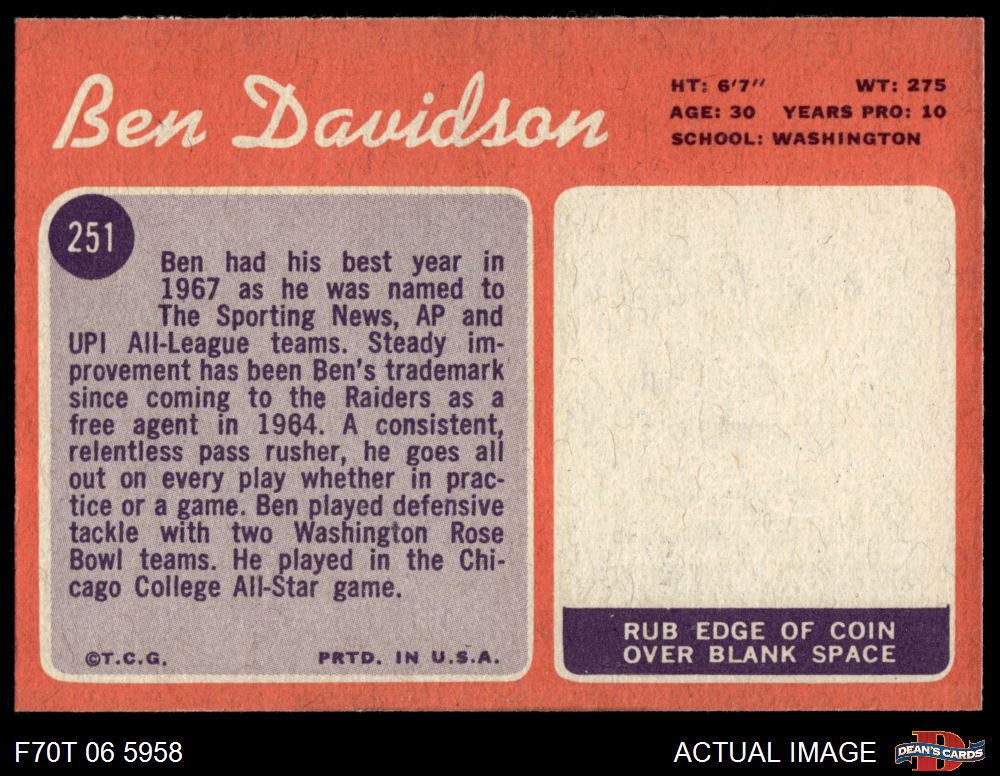 Ben Davidson
HT: 6'7" WT: 275
AGE: 30 YEARS PRO: 10
SCHOOL: WASHINGTON
251
Ben had his best year in
1967 as he was named to
The Sporting News, AP and
UPI All-League teams. Steady im-
provement has been Ben's trademark
since coming to the Raiders as a
free agent in 1964. A consistent,
relentless pass rusher, he goes all
out on every play whether in prac-
tice or a game. Ben played defensive
tackle with two Washington Rose
Bowl teams. He played in the Chi-
cago College All-Star game.
©T.C.G. PRTD. IN U.S.A.
RUB EDGE OF COIN
OVER BLANK SPACE
F70T 06 5958
ACTUAL IMAGE
DEAN'S CARDS